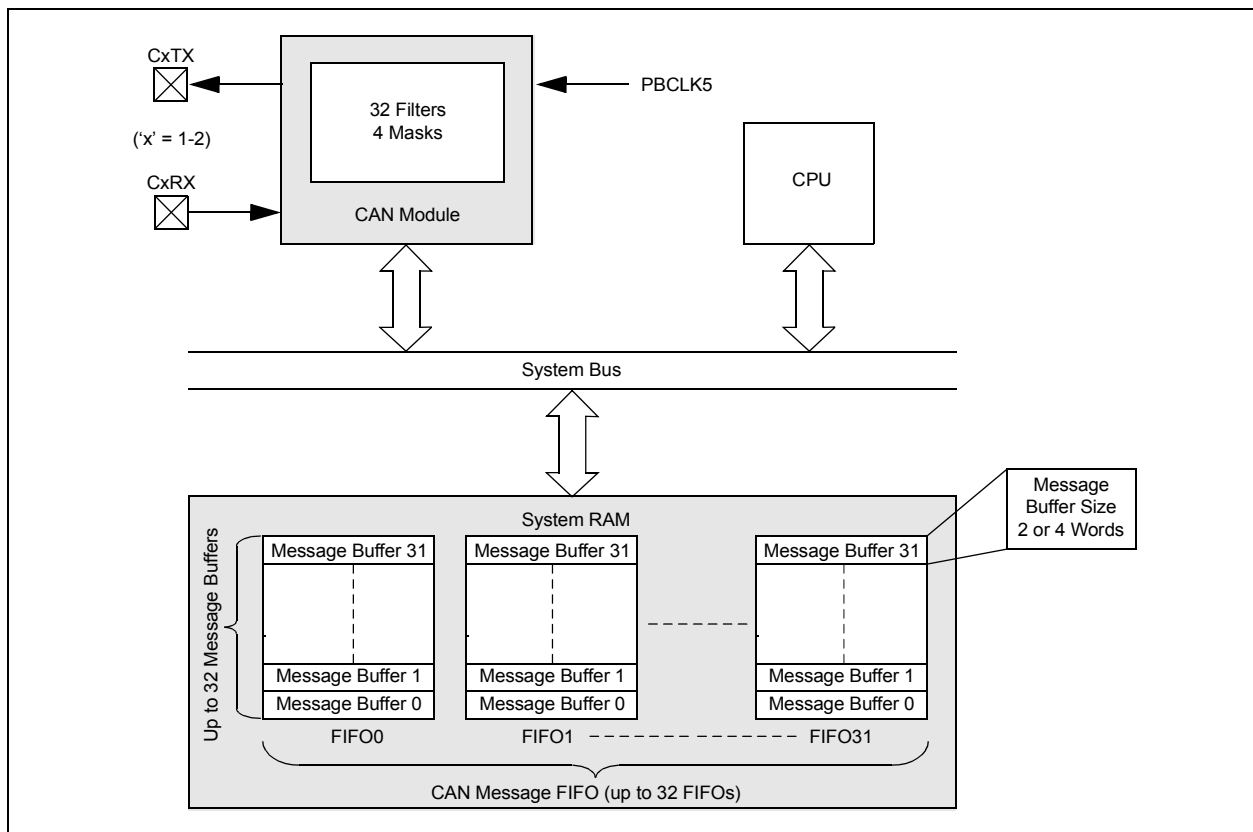 CxTX
PBCLK5
32 Filters
4 Masks
(‘x’ = 1-2)
CxRX
CAN Module
CPU
System Bus
System RAM
Message
Buffer Size
2 or 4 Words
Up to 32 Message Buffers
Message Buffer 31
Message Buffer 31
Message Buffer 31
Message Buffer 1
Message Buffer 1
Message Buffer 1
Message Buffer 0
Message Buffer 0
Message Buffer 0
FIFO0
FIFO1
FIFO31
CAN Message FIFO (up to 32 FIFOs)